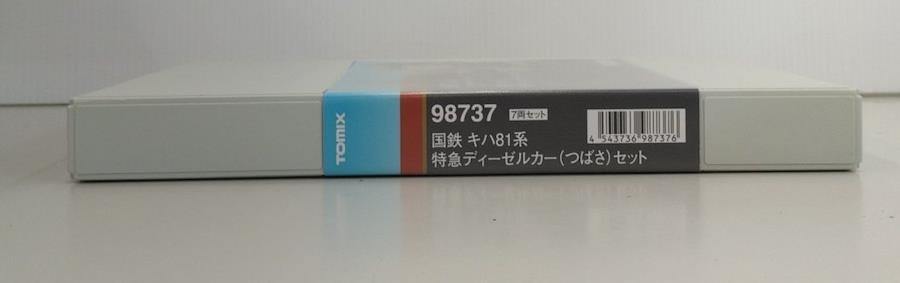 TOMIX
98737 7両セット
国鉄 キハ81系
特急ディーゼルカー(つばさ)セット
4 543736 987376